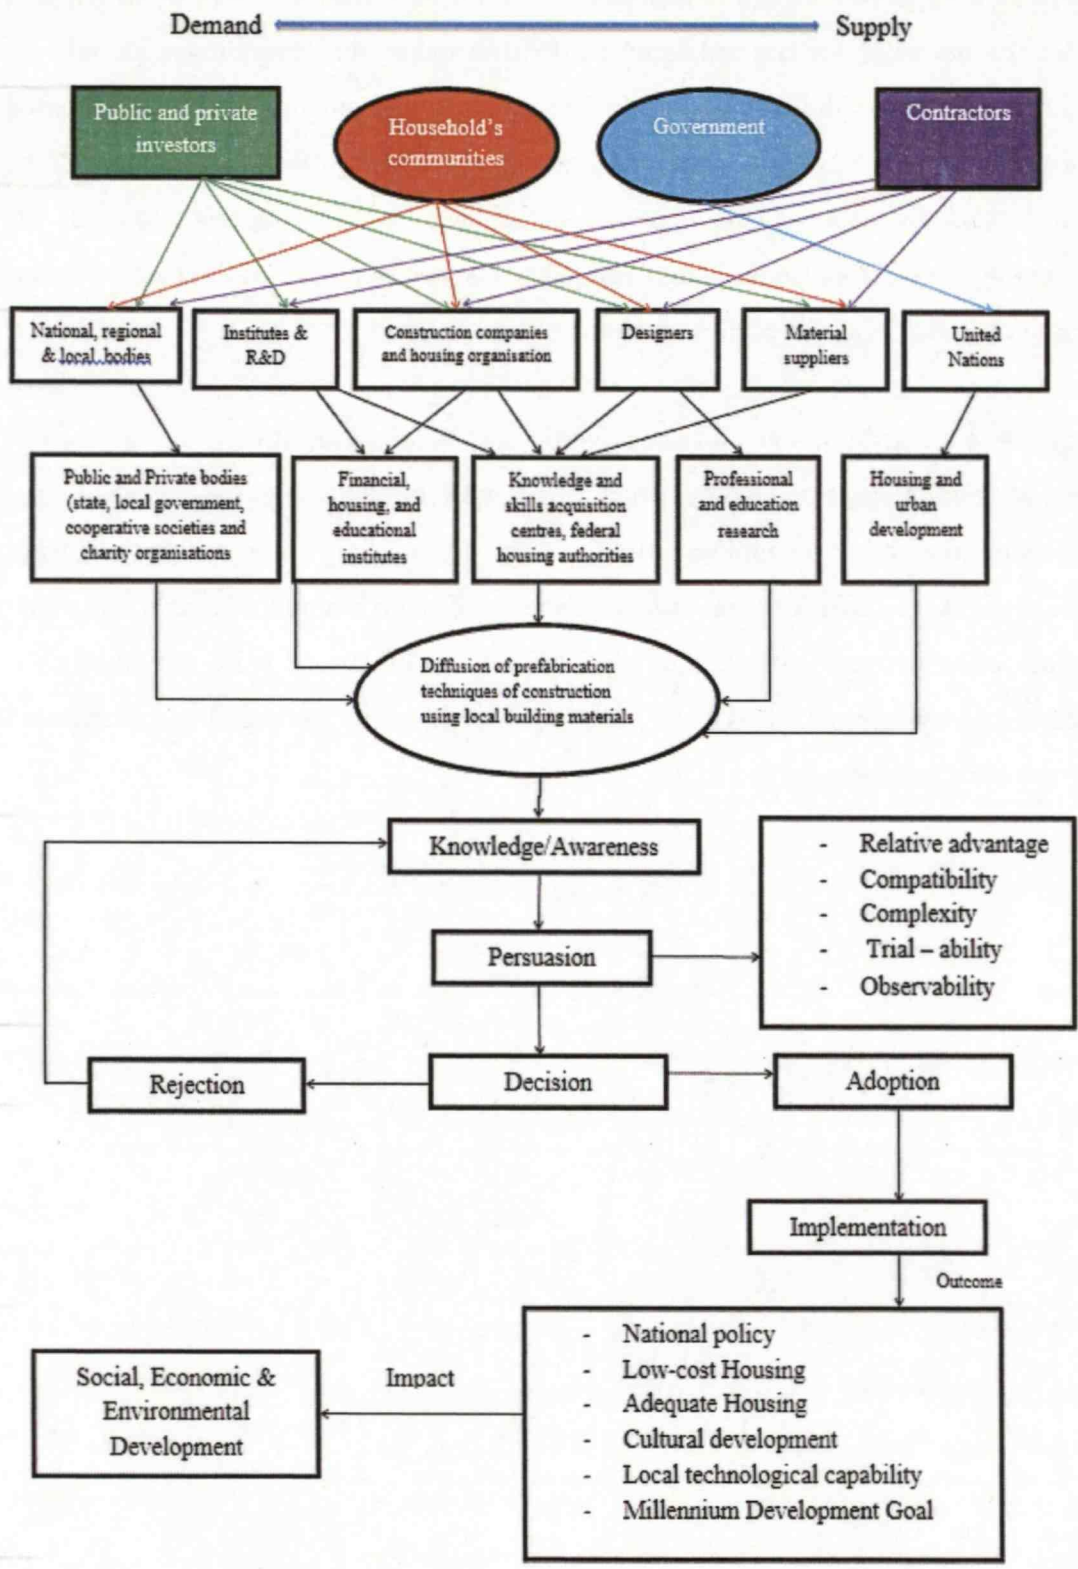 Demand
Supply
Public and private
investors
Household's
communities
Government
Contractors
National, regional
& local bodies
Institutes &
R&D
Construction companies
and housing organisation
Designers
Material
suppliers
United
Nations
Public and Private bodies
(state, local government,
cooperative societies and
charity organisations
Financial,
housing, and
educational
institutes
Knowledge and
skills acquisition
centres, federal
housing authorities
Professional
and education
research
Housing and
urban
development
Diffusion of prefabrication
techniques of construction
using local building materials
Knowledge/Awareness
- Relative advantage
- Compatibility
- Complexity
- Trial – ability
- Observability
Persuasion
Rejection
Decision
Adoption
Implementation
Outcome
- National policy
- Low-cost Housing
- Adequate Housing
- Cultural development
- Local technological capability
- Millennium Development Goal
Impact
Social, Economic &
Environmental
Development